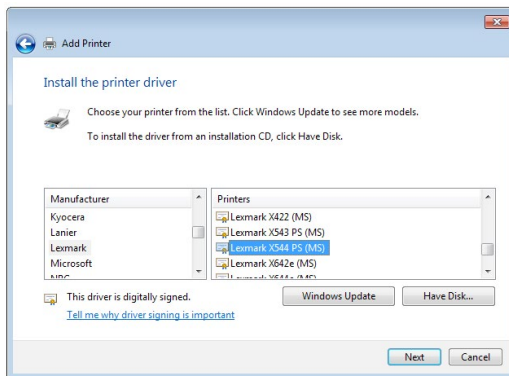 Add Printer
Install the printer driver
Choose your printer from the list. Click Windows Update to see more models.
To install the driver from an installation CD, click Have Disk.
Manufacturer
Kyocera
Lanier
Lexmark
Microsoft
Printers
Lexmark X422 (MS)
Lexmark X543 PS (MS)
Lexmark X544 PS (MS)
Lexmark X642e (MS)
This driver is digitally signed.
Tell me why driver signing is important
Windows Update
Have Disk...
Next
Cancel